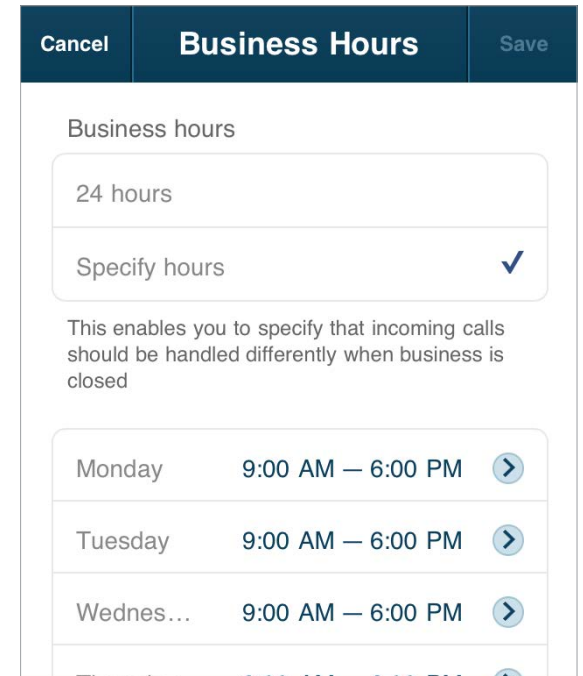 Cancel Business Hours Save
Business hours
24 hours
Specify hours
This enables you to specify that incoming calls
should be handled differently when business is
closed
Monday 9:00 AM — 6:00 PM
Tuesday 9:00 AM — 6:00 PM
Wednes... 9:00 AM — 6:00 PM